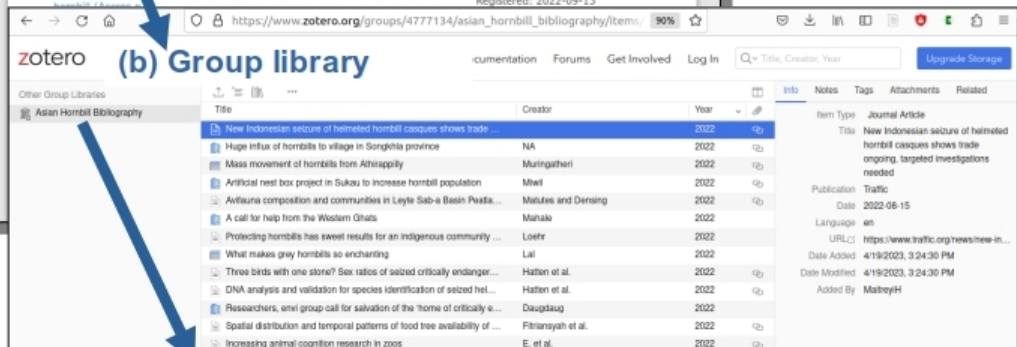 Registered: 2022-09-15
https://www.zotero.org/groups/4777134/asian_hornbill_bibliography/items/
90%
zotero
(b) Group library
cumentation Forums Get Involved Log In
Title, Creator, Year
Upgrade Storage
Other Group Libraries
Asian Hornbill Bibliography
Title Creator Year
New Indonesian seizure of helmeted hornbill casques shows trade ... 2022
Huge influx of hornbills to village in Songkhla province NA 2022
Mass movement of hornbills from Athirappilly Muringatheri 2022
Artificial nest box project in Sukau to increase hornbill population Miwil 2022
Avifauna composition and communities in Leyte Sab-a Basin Peatla... Matutes and Densing 2022
A call for help from the Western Ghats Mahale 2022
Protecting hornbills has sweet results for an indigenous community ... Loehr 2022
What makes grey hornbills so enchanting Lal 2022
Three birds with one stone? Sex ratios of seized critically endanger... Hatten et al. 2022
DNA analysis and validation for species identification of seized hel... Hatten et al. 2022
Researchers, envi group call for salvation of the 'home of critically e... Daugdaug 2022
Spatial distribution and temporal patterns of food tree availability of ... Fitriansyah et al. 2022
Increasing animal cognition research in zoos E. et al. 2022
Info Notes Tags Attachments Related
Item Type Journal Article
Title New Indonesian seizure of helmeted
hornbill casques shows trade
ongoing, targeted investigations
needed
Publication Traffic
Date 2022-08-15
Language en
URL https://www.traffic.org/news/new-in...
Date Added 4/19/2023, 3:24:30 PM
Date Modified 4/19/2023, 3:24:30 PM
Added By MaitreyiH